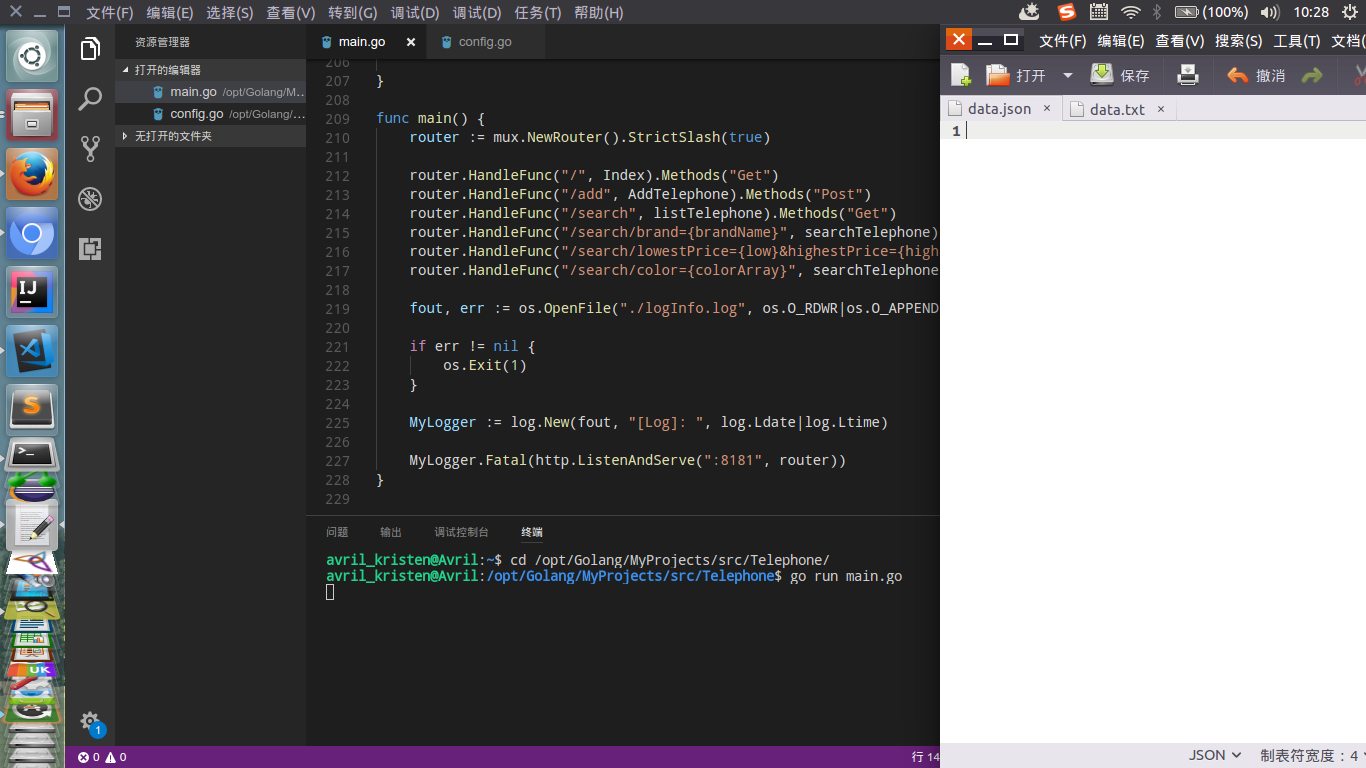 文件(F) 编辑(E) 选择(S) 查看(V) 转到(G) 调试(D) 调试(D) 任务(T) 帮助(H)
(100%) 10:28
资源管理器
打开的编辑器
main.go /opt/Golang/M…
config.go /opt/Golang/…
无打开的文件夹
1
main.go × config.go
206
207 }
208
209 func main() {
210 router := mux.NewRouter().StrictSlash(true)
211
212 router.HandleFunc("/", Index).Methods("Get")
213 router.HandleFunc("/add", AddTelephone).Methods("Post")
214 router.HandleFunc("/search", listTelephone).Methods("Get")
215 router.HandleFunc("/search/brand={brandName}", searchTelephone)
216 router.HandleFunc("/search/lowestPrice={low}&highestPrice={high
217 router.HandleFunc("/search/color={colorArray}", searchTelephone
218
219 fout, err := os.OpenFile("./logInfo.log", os.O_RDWR|os.O_APPEND
220
221 if err != nil {
222 os.Exit(1)
223 }
224
225 MyLogger := log.New(fout, "[Log]: ", log.Ldate|log.Ltime)
226
227 MyLogger.Fatal(http.ListenAndServe(":8181", router))
228 }
229
问题 输出 调试控制台 终端
avril_kristen@Avril:~$ cd /opt/Golang/MyProjects/src/Telephone/
avril_kristen@Avril:/opt/Golang/MyProjects/src/Telephone$ go run main.go
0 0 行 14
文件(F) 编辑(E) 查看(V) 搜索(S) 工具(T) 文档(
打开 保存 撤消
data.json × data.txt ×
1
JSON 制表符宽度：4
IJ
S
UK